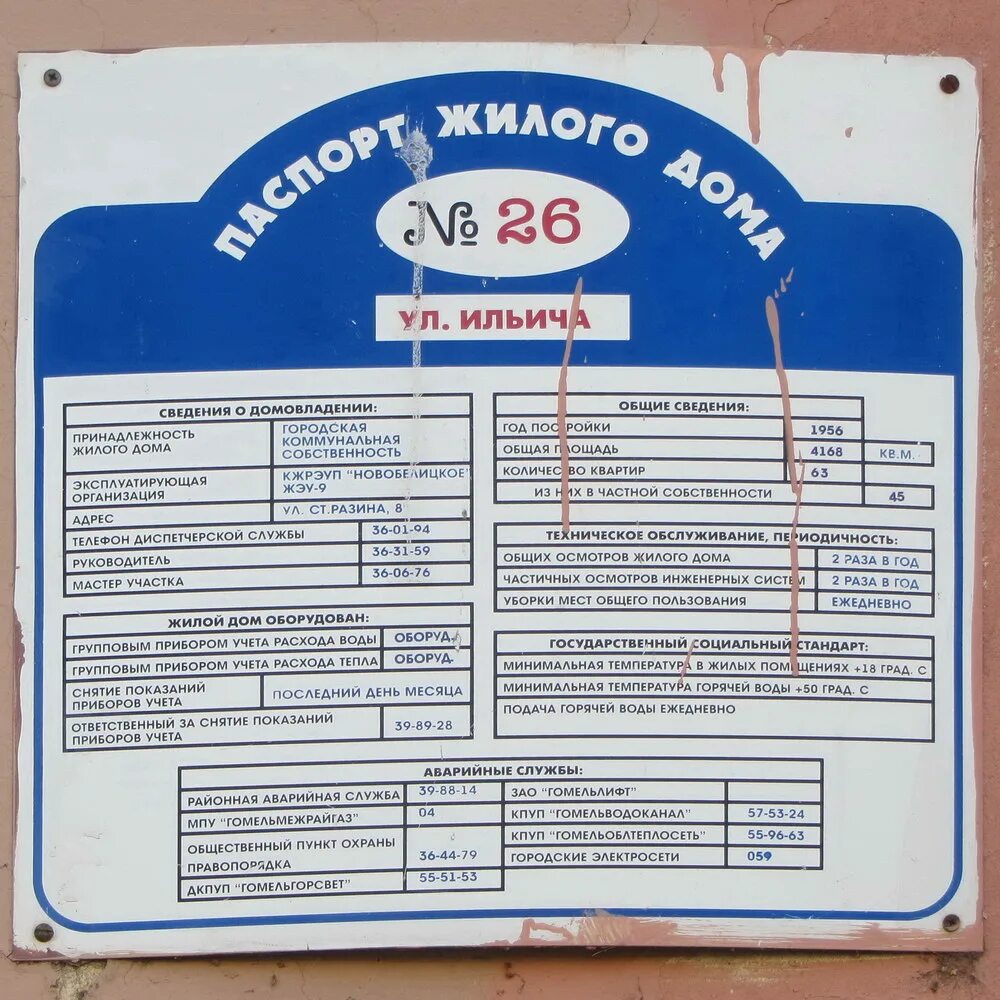 ПАСПОРТ ЖИЛОГО ДОМА
№ 26
УЛ. ИЛЬИЧА
СВЕДЕНИЯ О ДОМОВЛАДЕНИИ:
ПРИНАДЛЕЖНОСТЬ
ЖИЛОГО ДОМА
ГОРОДСКАЯ
КОММУНАЛЬНАЯ
СОБСТВЕННОСТЬ
ЭКСПЛУАТИРУЮЩАЯ
ОРГАНИЗАЦИЯ
КЖРЭУП "НОВОБЕЛИЦКОЕ"
ЖЭУ-9
АДРЕС УЛ. СТ.РАЗИНА, 8
ТЕЛЕФОН ДИСПЕТЧЕРСКОЙ СЛУЖБЫ 36-01-94
РУКОВОДИТЕЛЬ 36-31-59
МАСТЕР УЧАСТКА 36-06-76
ЖИЛОЙ ДОМ ОБОРУДОВАН:
ГРУППОВЫМ ПРИБОРОМ УЧЕТА РАСХОДА ВОДЫ ОБОРУД.
ГРУППОВЫМ ПРИБОРОМ УЧЕТА РАСХОДА ТЕПЛА ОБОРУД.
СНЯТИЕ ПОКАЗАНИЙ
ПРИБОРОВ УЧЕТА
ПОСЛЕДНИЙ ДЕНЬ МЕСЯЦА
ОТВЕТСТВЕННЫЙ ЗА СНЯТИЕ ПОКАЗАНИЙ
ПРИБОРОВ УЧЕТА
39-89-28
ОБЩИЕ СВЕДЕНИЯ:
ГОД ПОСТРОЙКИ 1956
ОБЩАЯ ПЛОЩАДЬ 4168 КВ.М.
КОЛИЧЕСТВО КВАРТИР 63
ИЗ НИХ В ЧАСТНОЙ СОБСТВЕННОСТИ 45
ТЕХНИЧЕСКОЕ ОБСЛУЖИВАНИЕ, ПЕРИОДИЧНОСТЬ:
ОБЩИХ ОСМОТРОВ ЖИЛОГО ДОМА 2 РАЗА В ГОД
ЧАСТИЧНЫХ ОСМОТРОВ ИНЖЕНЕРНЫХ СИСТЕМ 2 РАЗА В ГОД
УБОРКИ МЕСТ ОБЩЕГО ПОЛЬЗОВАНИЯ ЕЖЕДНЕВНО
ГОСУДАРСТВЕННЫЙ СОЦИАЛЬНЫЙ СТАНДАРТ:
МИНИМАЛЬНАЯ ТЕМПЕРАТУРА В ЖИЛЫХ ПОМЕЩЕНИЯХ +18 ГРАД. С
МИНИМАЛЬНАЯ ТЕМПЕРАТУРА ГОРЯЧЕЙ ВОДЫ +50 ГРАД. С
ПОДАЧА ГОРЯЧЕЙ ВОДЫ ЕЖЕДНЕВНО
АВАРИЙНЫЕ СЛУЖБЫ:
РАЙОННАЯ АВАРИЙНАЯ СЛУЖБА 39-88-14
МПУ "ГОМЕЛЬМЕЖРАЙГАЗ" 04
ОБЩЕСТВЕННЫЙ ПУНКТ ОХРАНЫ
ПРАВОПОРЯДКА 36-44-79
ДКПУП "ГОМЕЛЬГОРСВЕТ" 55-51-53
ЗАО "ГОМЕЛЬЛИФТ"
КПУП "ГОМЕЛЬВОДОКАНАЛ" 57-53-24
КПУП "ГОМЕЛЬОБЛТЕПЛОСЕТЬ" 55-96-63
ГОРОДСКИЕ ЭЛЕКТРОСЕТИ 059